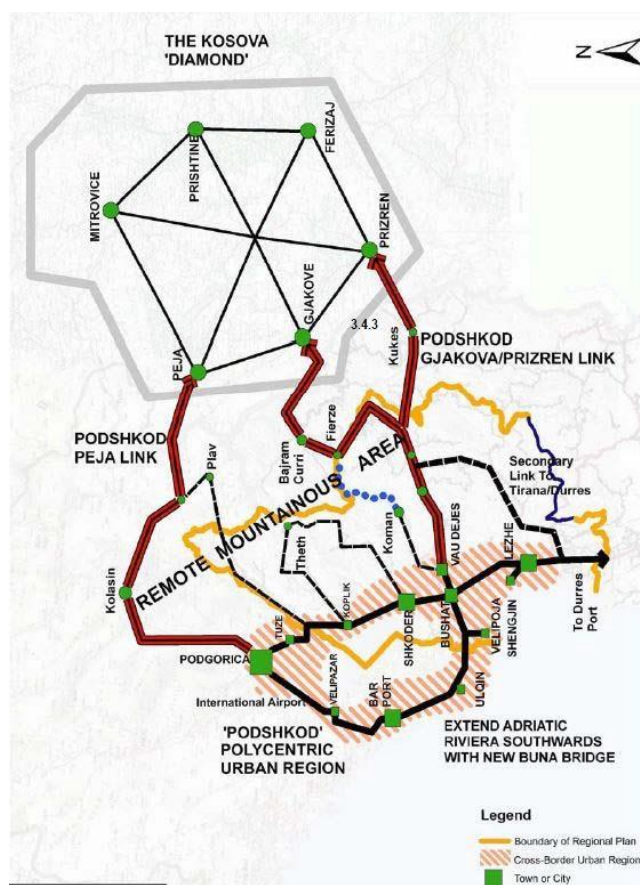 THE KOSOVA
'DIAMOND'
N
FERIZAJ
PRISHTINE
MITROVICE
PRIZREN
GJAKOVE
3.4.3
PEJA
Kukes
PODSHKOD
GJAKOVA/PRIZREN LINK
PODSHKOD
PEJA LINK
Plav
Bajram
Curri
Fierze
REMOTE MOUNTAINOUS AREA
Secondary
Link To
Tirana/Durres
Kolasin
Theth
Koman
VAU DEJES
LEZHE
TUZE
KOPLIK
SHKODER
BUSHAT
VELIPOJA
SHENGJIN
To Durres
Port
PODGORICA
International Airport
VELIPAZAR
BAR
PORT
ULQIN
'PODSHKOD'
POLYCENTRIC
URBAN REGION
EXTEND ADRIATIC
RIVIERA SOUTHWARDS
WITH NEW BUNA BRIDGE
Legend
Boundary of Regional Plan
Cross-Border Urban Region
Town or City